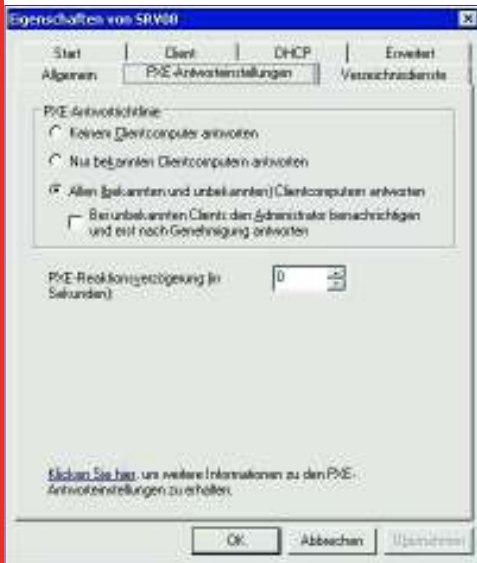 Eigenschaften von SRV08
Start Client DHCP Erweitert
Allgemein PXE-Antworteinstellungen Verzeichnisdienste
PXE-Antwortrichtlinie
Keinem Clientcomputer antworten
Nur bekannten Clientcomputern antworten
Allen (bekannten und unbekannten) Clientcomputern antworten
Bei unbekannten Clients den Administrator benachrichtigen
und erst nach Genehmigung antworten
PXE-Reaktionsverzögerung (in
Sekunden):
0
Klicken Sie hier, um weitere Informationen zu den PXE-
Antworteinstellungen zu erhalten.
OK Abbrechen Übernehmen